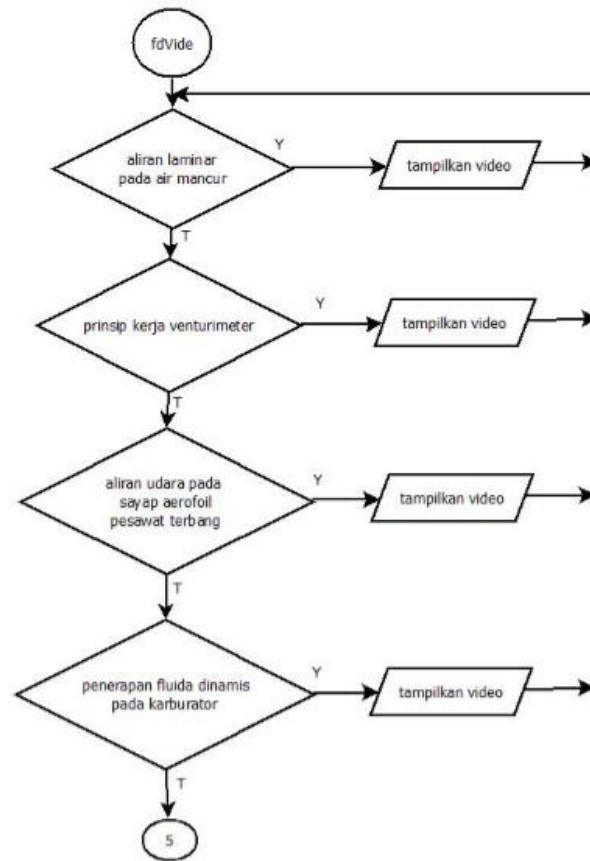 fdVide
aliran laminar
pada air mancur
Y
tampilkan video
T
prinsip kerja venturimeter
Y
tampilkan video
T
aliran udara pada
sayap aerofoil
pesawat terbang
Y
tampilkan video
T
penerapan fluida dinamis
pada karburator
Y
tampilkan video
T
5